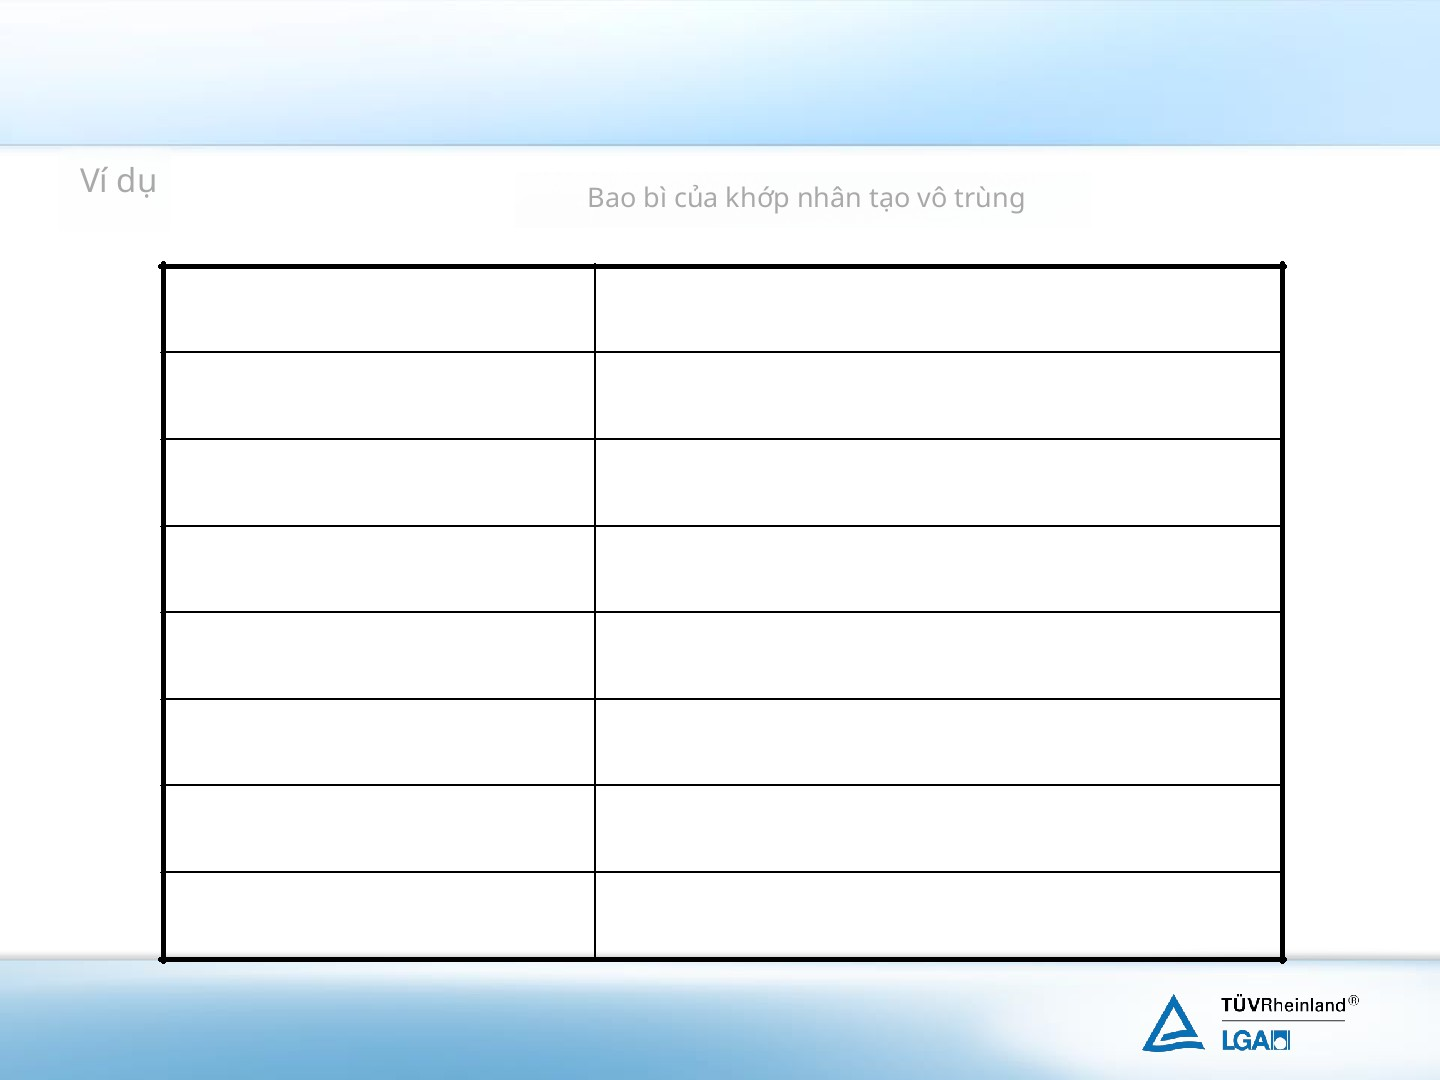 Ví dụ
Bao bì của khớp nhân tạo vô trùng
TÜVRheinland®
LGA